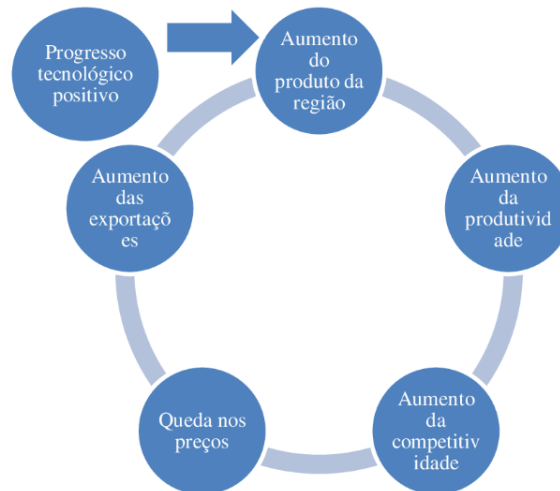 Progresso
tecnológico
positivo
Aumento
do
produto da
região
Aumento
da
produtivid
ade
Aumento
da
competitiv
idade
Queda nos
preços
Aumento
das
exportaçõ
es